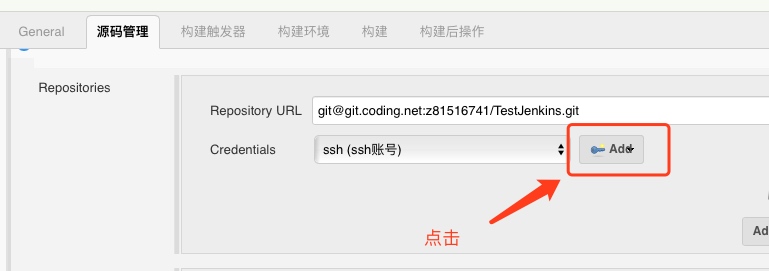 General 源码管理 构建触发器 构建环境 构建 构建后操作
Repositories
Repository URL git@git.coding.net:z81516741/TestJenkins.git
Credentials ssh (ssh账号) Add
点击
Ad